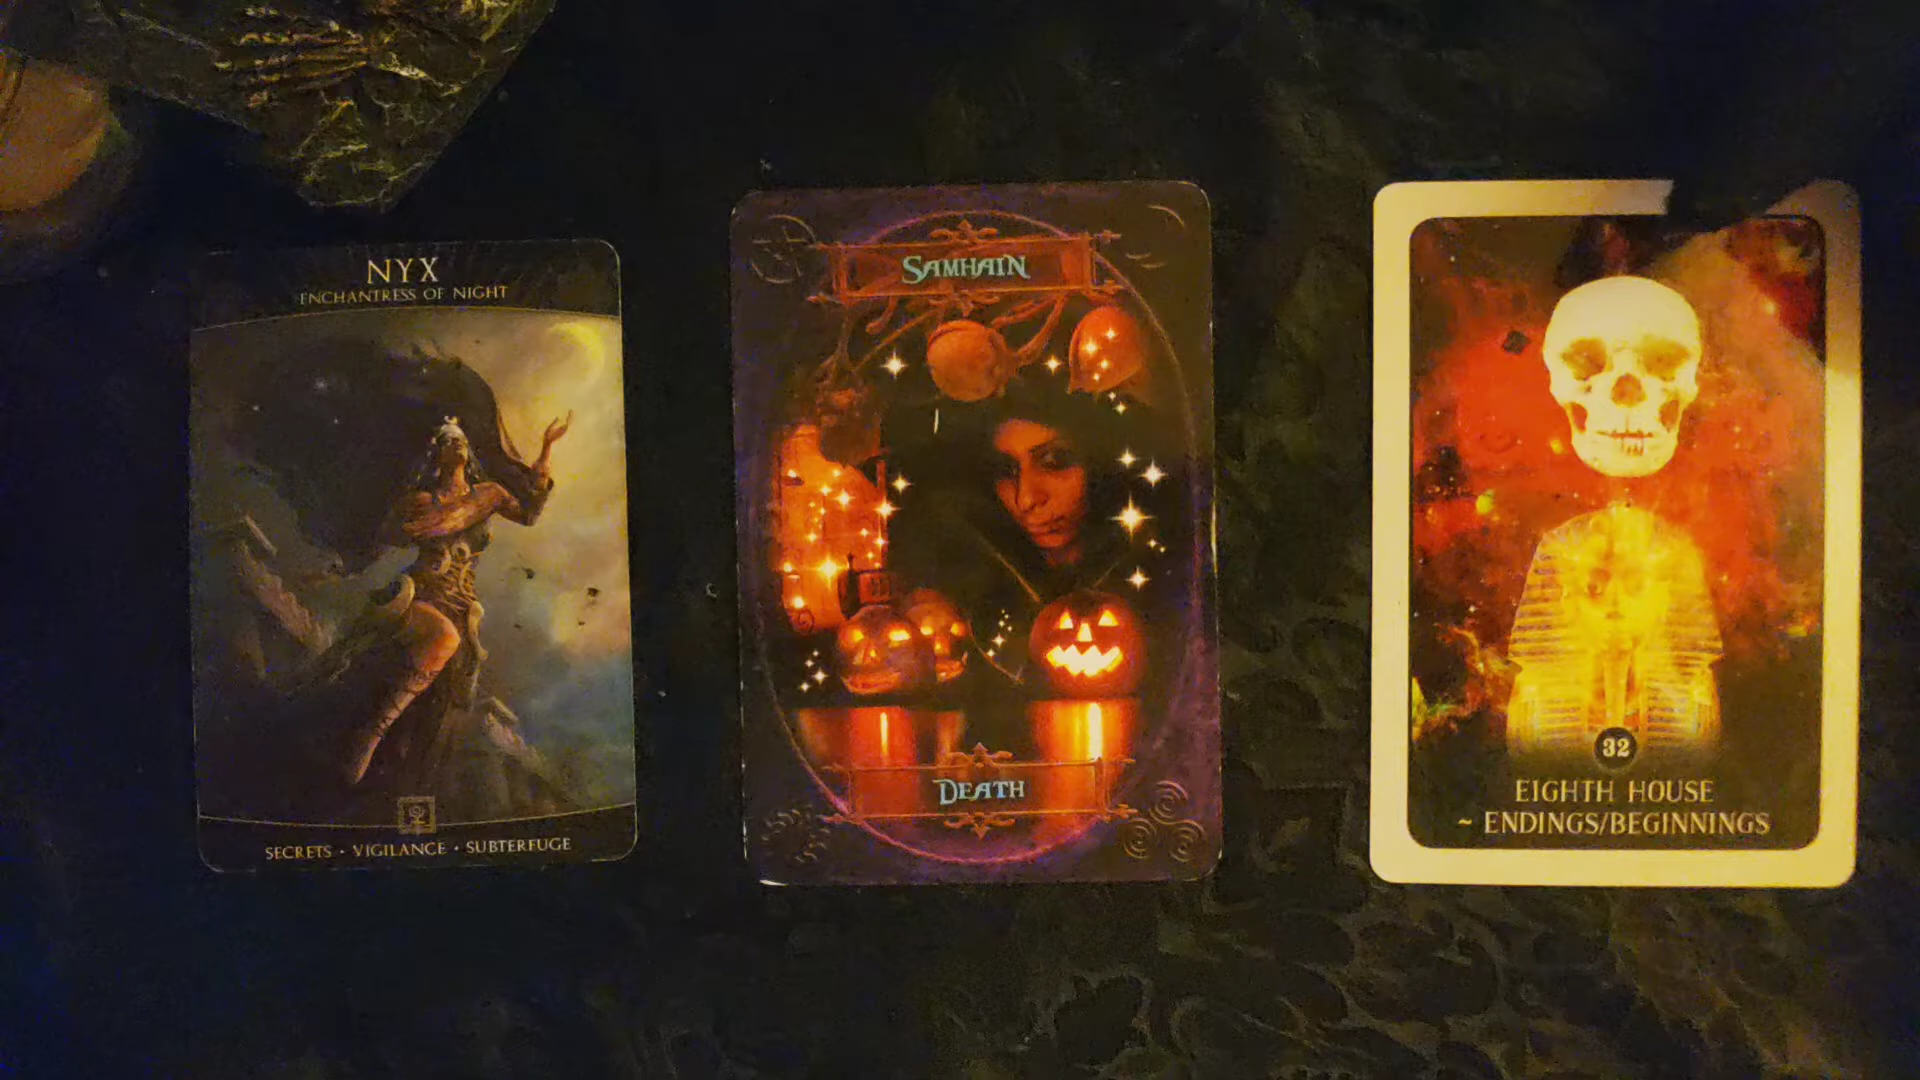 NYX
ENCHANTRESS OF NIGHT
SECRETS · VIGILANCE · SUBTERFUGE
SAMHAIN
DEATH
32
EIGHTH HOUSE
~ ENDINGS/BEGINNINGS